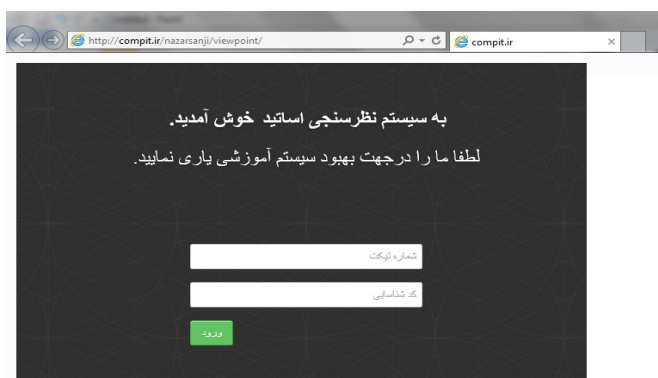 http://compit.ir/nazarsanji/viewpoint/
compit.ir
به سیستم نظرسنجی اساتید خوش آمدید.
لطفا ما را درجهت بهبود سیستم آموزشی یاری نمایید.
شماره تیکت
کد شناسایی
ورود